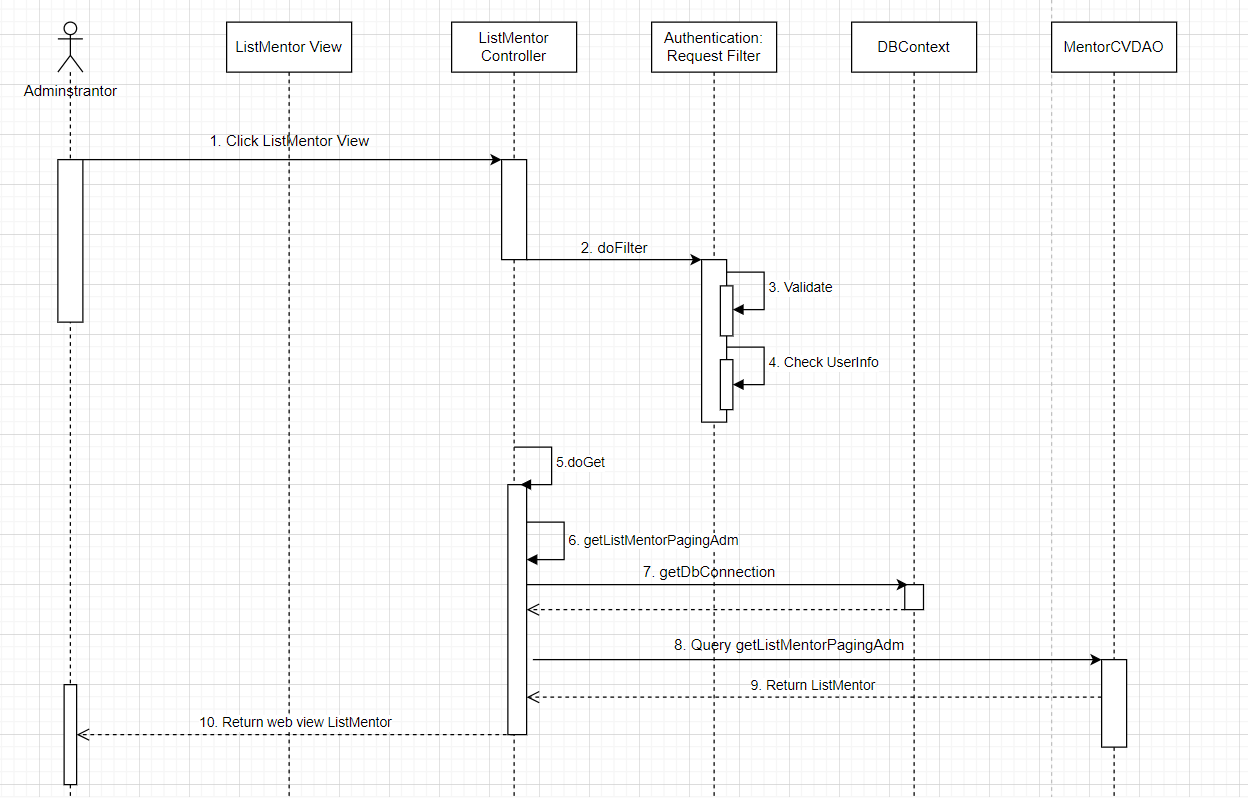 ListMentor View
ListMentor
Controller
Authentication:
Request Filter
DBContext
MentorCVDAO
Adminstrantor
1. Click ListMentor View
2. doFilter
3. Validate
4. Check UserInfo
5.doGet
6. getListMentorPagingAdm
7. getDbConnection
8. Query getListMentorPagingAdm
9. Return ListMentor
10. Return web view ListMentor